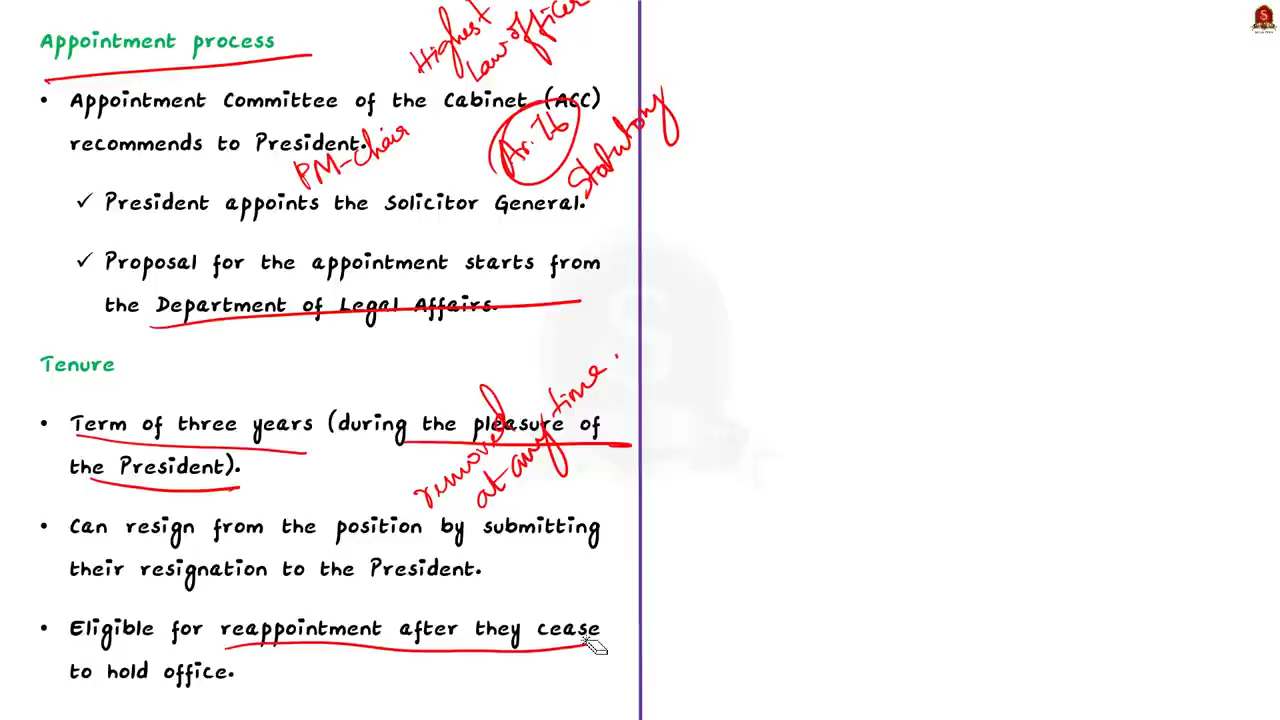 Appointment process
Highest
Law officer
• Appointment Committee of the Cabinet (ACC)
recommends to President.
PM-Chair
Ar. 76
Statutory
✓ President appoints the Solicitor General.
✓ Proposal for the appointment starts from
the Department of Legal Affairs.
Tenure
• Term of three years (during the pleasure of
the President).
removed
at any time.
• Can resign from the position by submitting
their resignation to the President.
• Eligible for reappointment after they cease
to hold office.
S